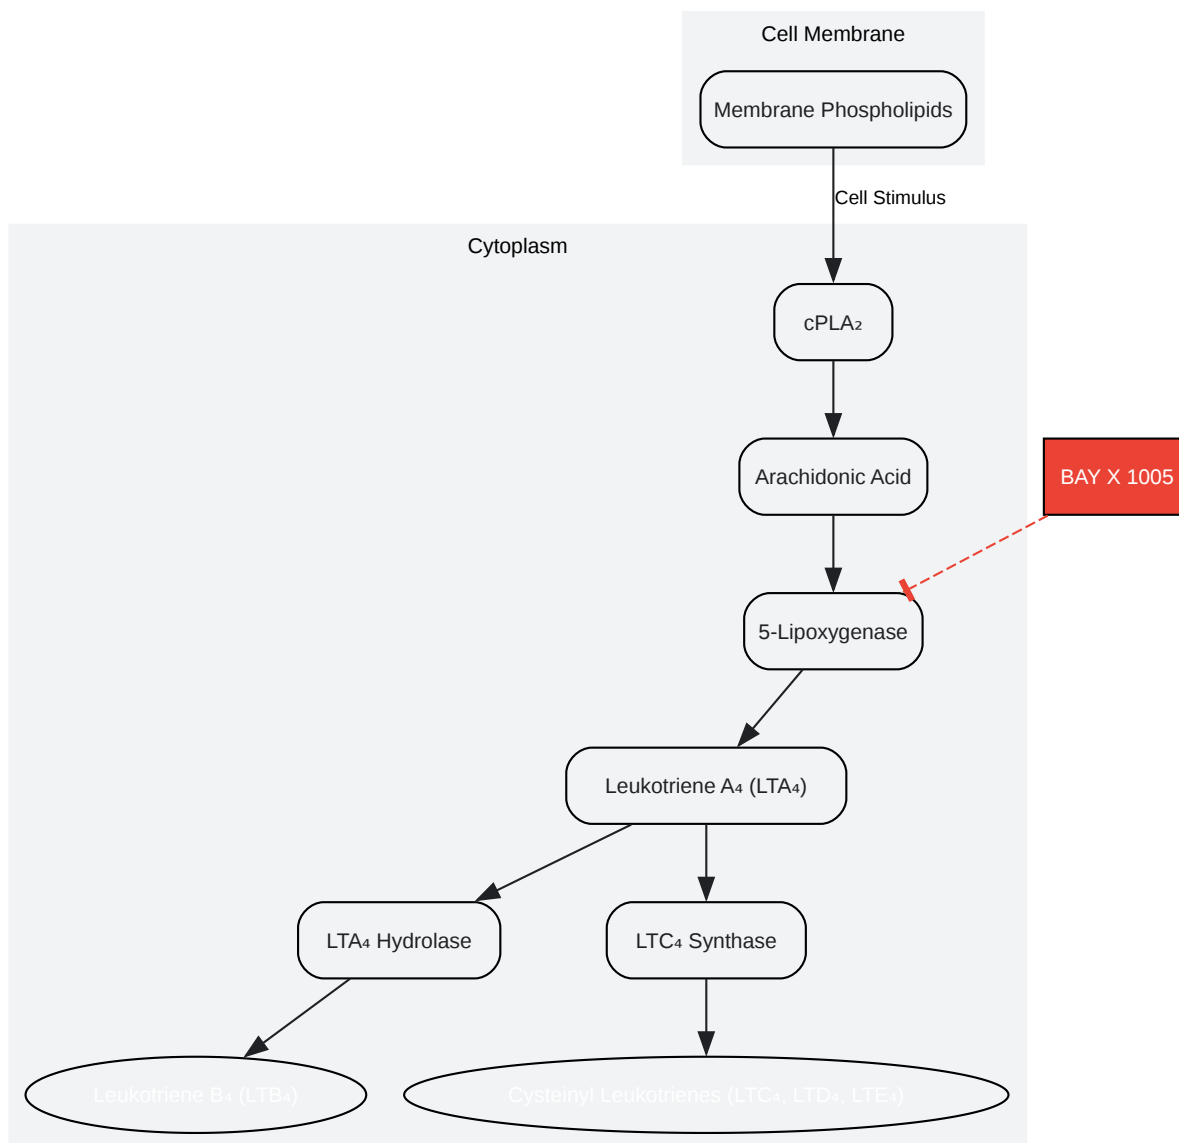 Cell Membrane
Membrane Phospholipids
Cell Stimulus
Cytoplasm
cPLA₂
Arachidonic Acid
BAY X 1005
5-Lipoxygenase
Leukotriene A₄ (LTA₄)
LTA₄ Hydrolase
LTC₄ Synthase
Leukotriene B₄ (LTB₄)
Cysteinyl Leukotrienes (LTC₄, LTD₄, LTE₄)